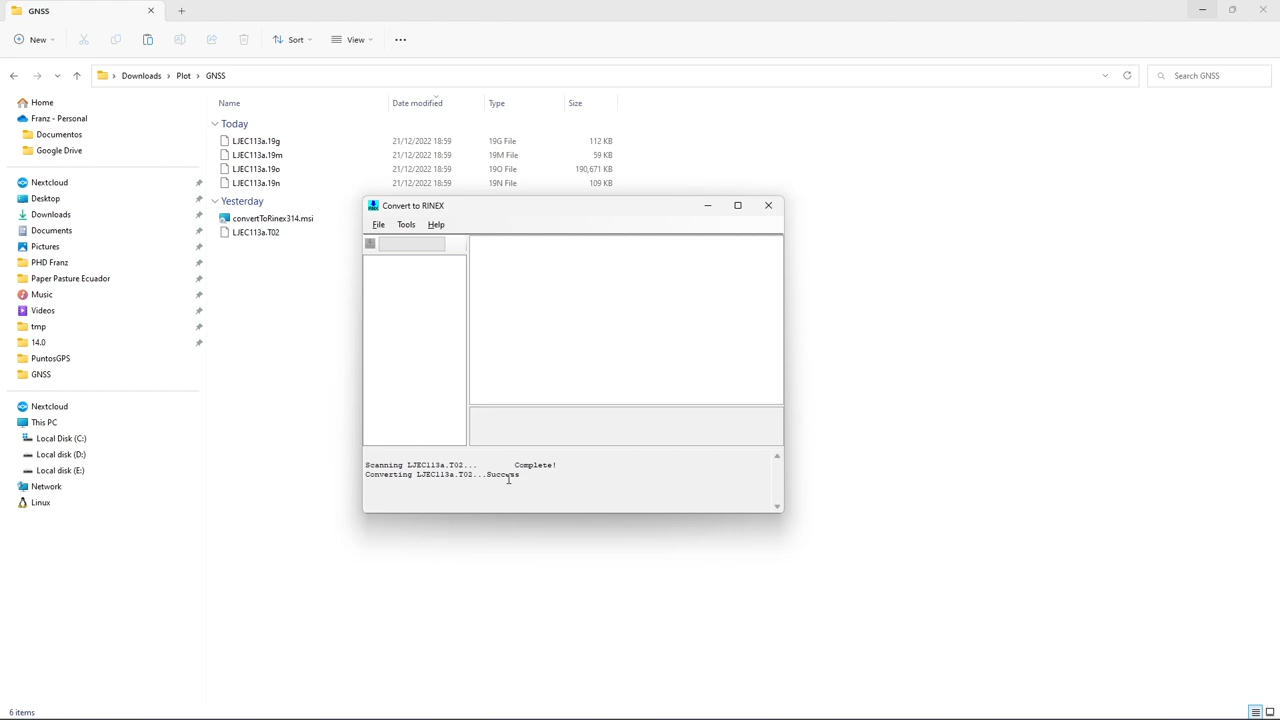 GNSS
New
Sort
View
Downloads > Plot > GNSS
Search GNSS
Home
Franz - Personal
Documentos
Google Drive
Nextcloud
Desktop
Downloads
Documents
Pictures
PHD Franz
Paper Pasture Ecuador
Music
Videos
tmp
14.0
PuntosGPS
GNSS
Nextcloud
This PC
Local Disk (C:)
Local disk (D:)
Local disk (E:)
Network
Linux
Name Date modified Type Size
Today
LJEC113a.19g 21/12/2022 18:59 19G File 112 KB
LJEC113a.19m 21/12/2022 18:59 19M File 59 KB
LJEC113a.19o 21/12/2022 18:59 19O File 190,671 KB
LJEC113a.19n 21/12/2022 18:59 19N File 109 KB
Yesterday
convertToRinex314.msi
LJEC113a.T02
Convert to RINEX
File Tools Help
Scanning LJEC113a.T02... Complete!
Converting LJEC113a.T02...Success
6 items